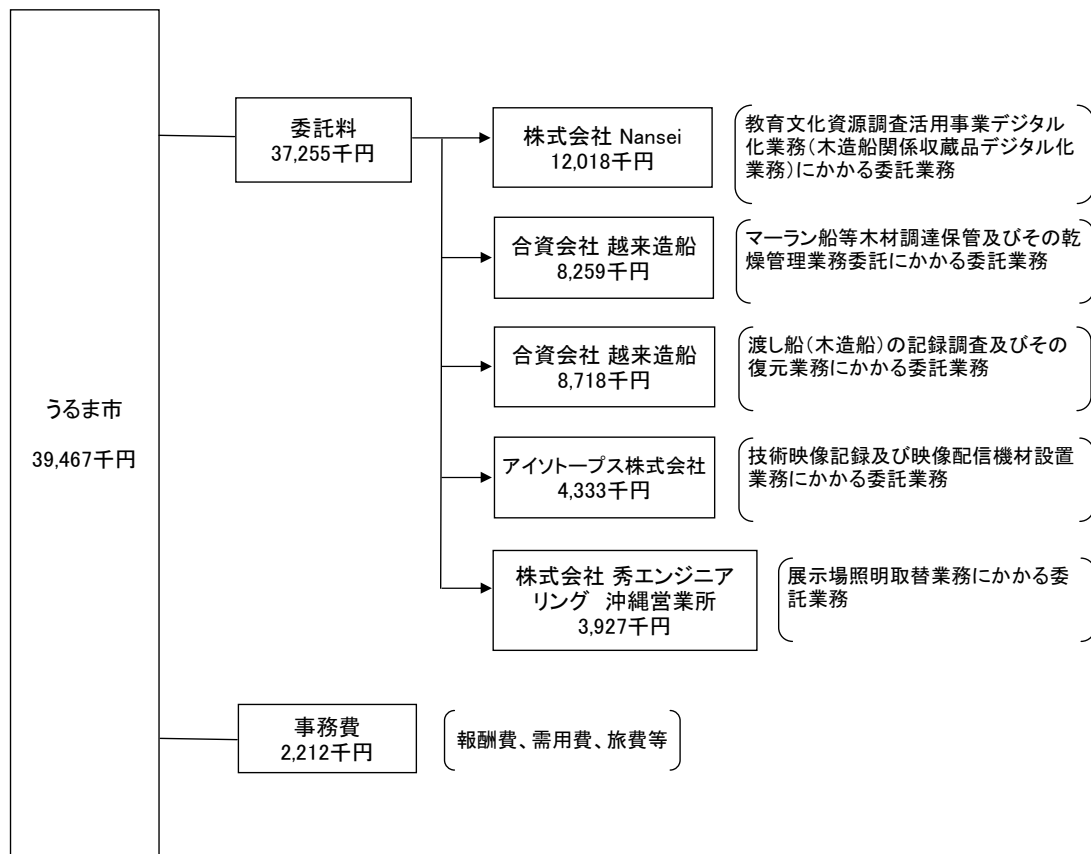 うるま市
39,467千円
委託料
37,255千円
株式会社 Nansei
12,018千円
教育文化資源調査活用事業デジタル
化業務(木造船関係収蔵品デジタル化
業務)にかかる委託業務
合資会社 越来造船
8,259千円
マーラン船等木材調達保管及びその乾
燥管理業務委託にかかる委託業務
合資会社 越来造船
8,718千円
渡し船(木造船)の記録調査及びその
復元業務にかかる委託業務
アイソトープス株式会社
4,333千円
技術映像記録及び映像配信機材設置
業務にかかる委託業務
株式会社 秀エンジニア
リング 沖縄営業所
3,927千円
展示場照明取替業務にかかる委
託業務
事務費
2,212千円
報酬費、需用費、旅費等